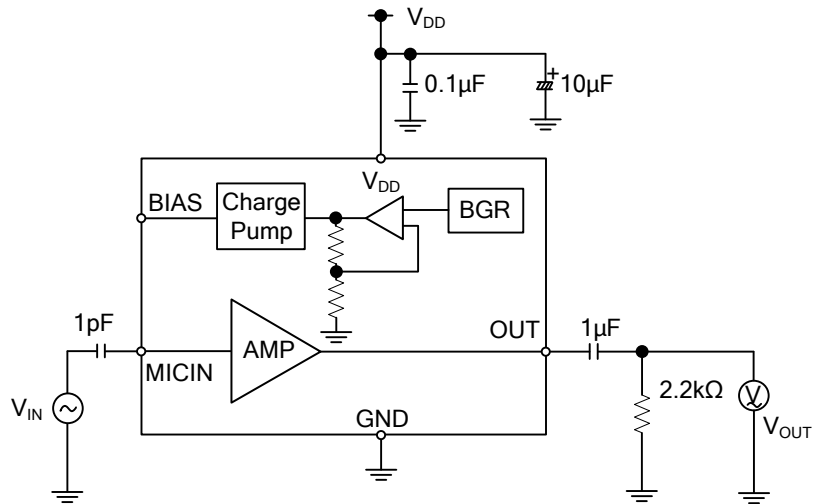 VDD
0.1µF
10µF
VDD
BIAS
Charge
Pump
BGR
1pF
OUT
1µF
AMP
MICIN
2.2kΩ
VIN
GND
V
VOUT